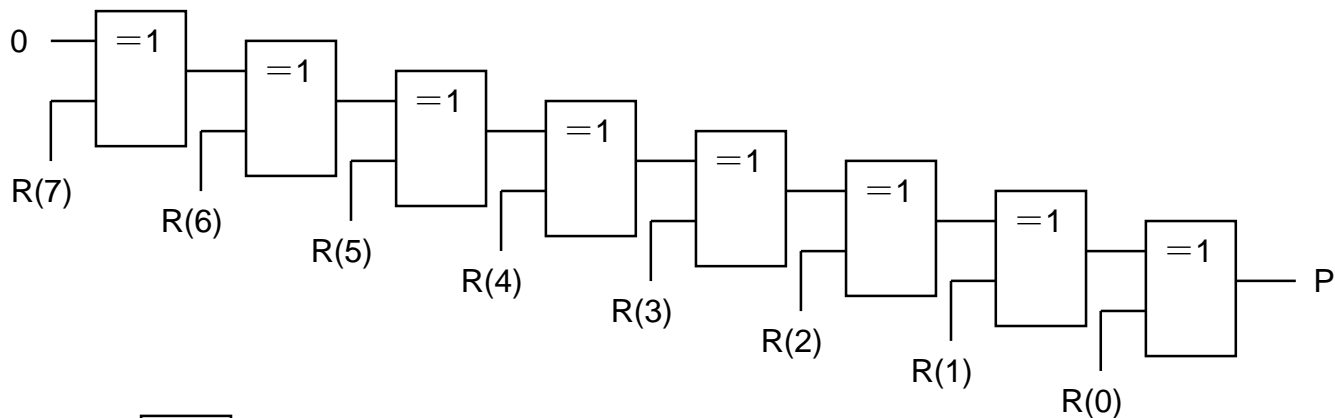 0
=1
=1
=1
=1
=1
=1
=1
=1
R(7)
R(6)
R(5)
R(4)
R(3)
R(2)
R(1)
R(0)
P